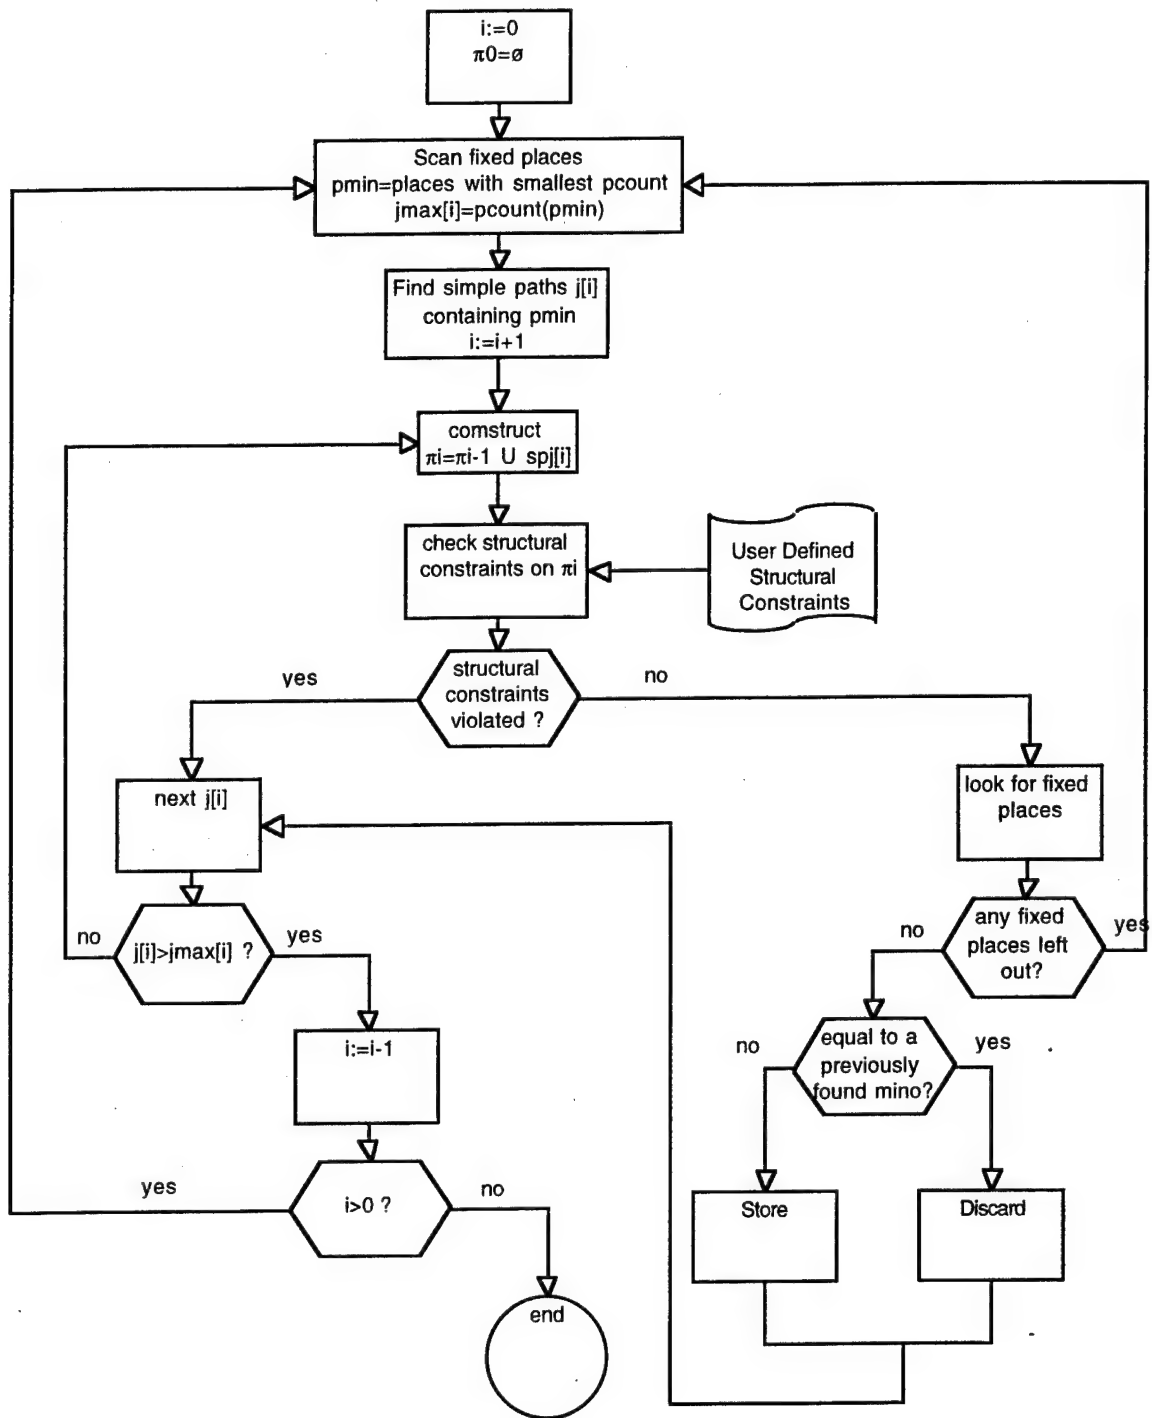 i:=0
π0=ø
Scan fixed places
pmin=places with smallest pcount
jmax[i]=pcount(pmin)
Find simple paths j[i]
containing pmin
i:=i+1
comstruct
πi=πi-1 U spj[i]
check structural
constraints on πi
User Defined
Structural
Constraints
structural
constraints
violated ?
yes
no
next j[i]
look for fixed
places
j[i]>jmax[i] ?
no
yes
any fixed
places left
out?
no
yes
i:=i-1
equal to a
previously
found mino?
no
yes
i>0 ?
yes
no
Store
Discard
end